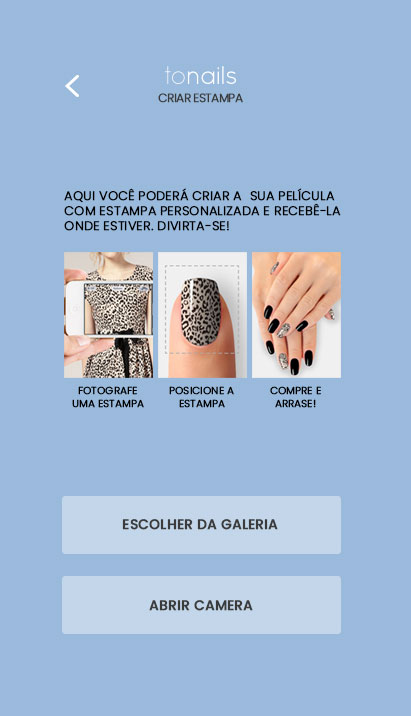 tonails
CRIAR ESTAMPA
AQUI VOCÊ PODERÁ CRIAR A SUA PELÍCULA
COM ESTAMPA PERSONALIZADA E RECEBÊ-LA
ONDE ESTIVER. DIVIRTA-SE!
FOTOGRAFE
UMA ESTAMPA
POSICIONE A
ESTAMPA
COMPRE E
ARRASE!
ESCOLHER DA GALERIA
ABRIR CAMERA